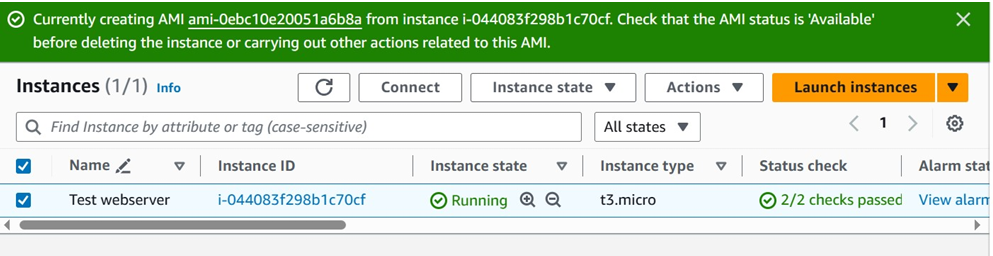 Currently creating AMI ami-0ebc10e20051a6b8a from instance i-044083f298b1c70cf. Check that the AMI status is 'Available'
before deleting the instance or carrying out other actions related to this AMI.
Instances (1/1) Info Connect Instance state Actions Launch instances
Find Instance by attribute or tag (case-sensitive) All states 1
Name Instance ID Instance state Instance type Status check Alarm stat
Test webserver i-044083f298b1c70cf Running t3.micro 2/2 checks passed View alarm